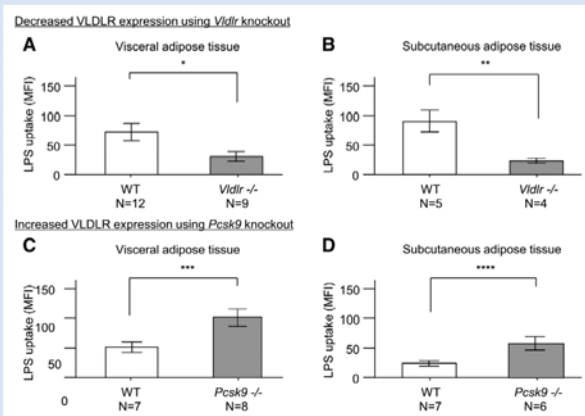 Decreased VLDLR expression using Vldlr knockout
A
Visceral adipose tissue
*
LPS uptake (MFI)
150
100
50
0
WT
N=12
Vldlr -/-
N=9
B
Subcutaneous adipose tissue
**
LPS uptake (MFI)
150
100
50
0
WT
N=5
Vldlr -/-
N=4
Increased VLDLR expression using Pcsk9 knockout
C
Visceral adipose tissue
***
LPS uptake (MFI)
150
100
50
0
WT
N=7
Pcsk9 -/-
N=8
D
Subcutaneous adipose tissue
****
LPS uptake (MFI)
150
100
50
0
WT
N=7
Pcsk9 -/-
N=6